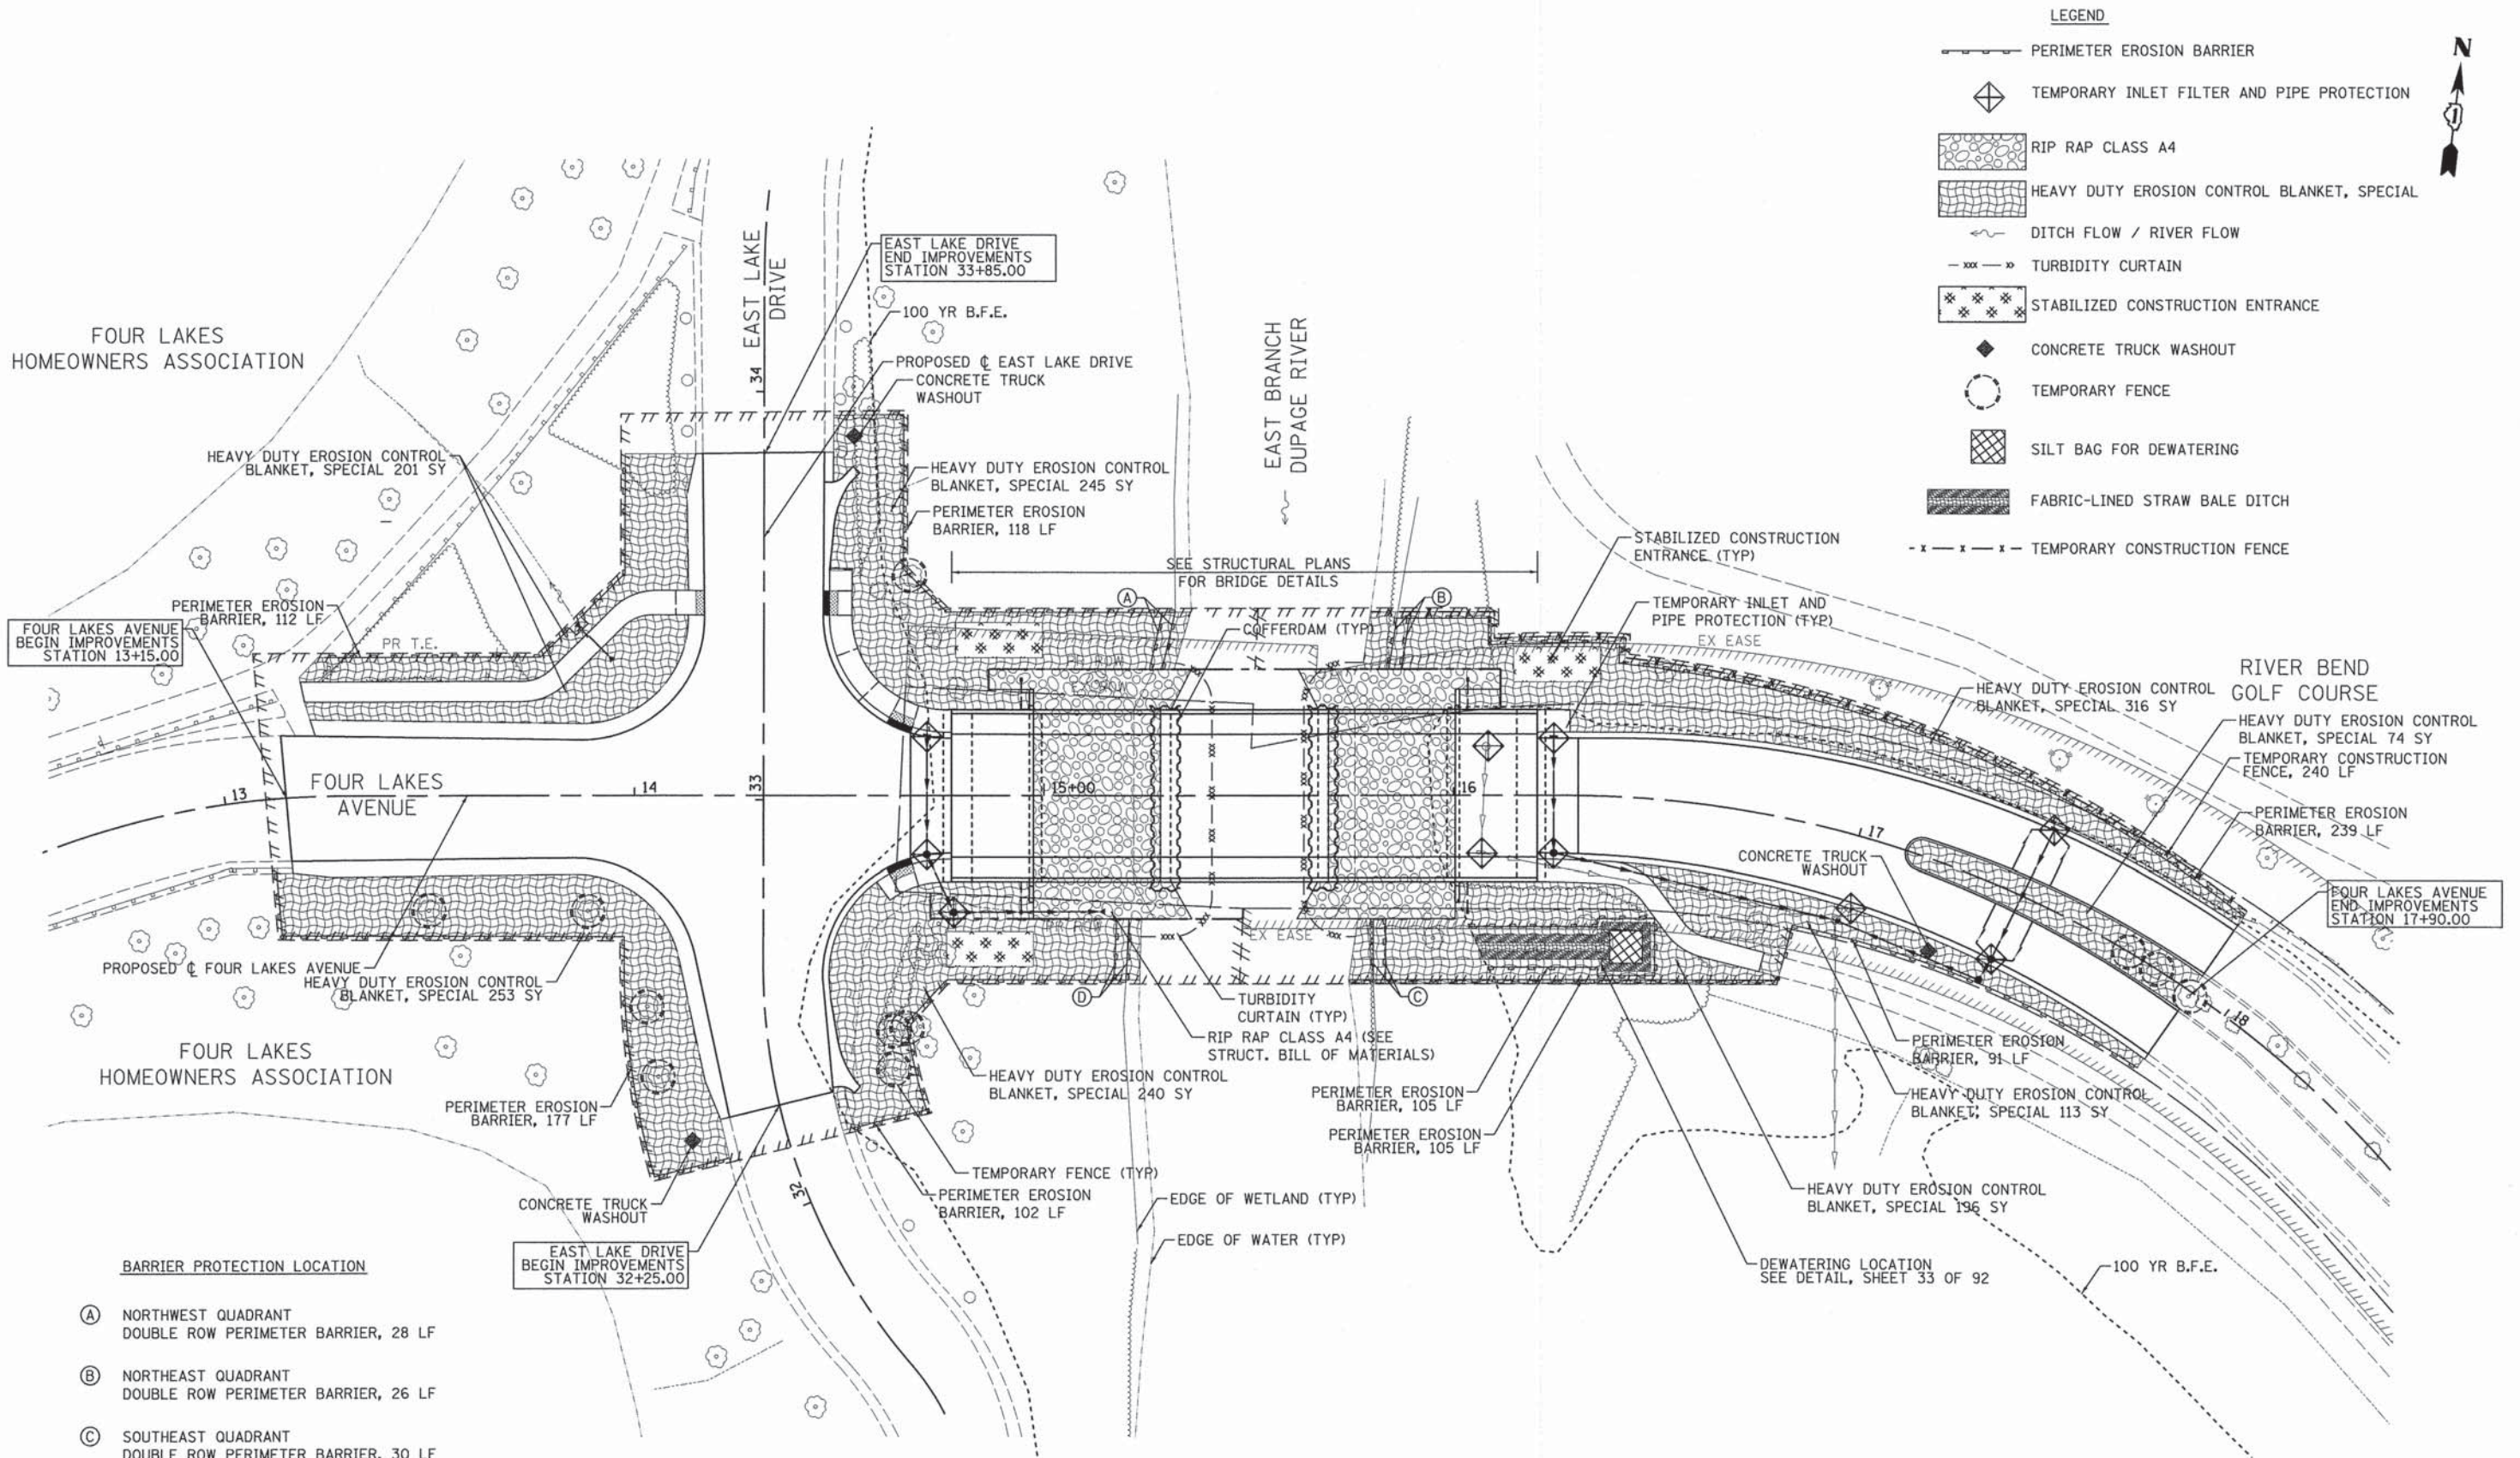 LEGEND
PERIMETER EROSION BARRIER
TEMPORARY INLET FILTER AND PIPE PROTECTION
RIP RAP CLASS A4
HEAVY DUTY EROSION CONTROL BLANKET, SPECIAL
DITCH FLOW / RIVER FLOW
TURBIDITY CURTAIN
STABILIZED CONSTRUCTION ENTRANCE
CONCRETE TRUCK WASHOUT
TEMPORARY FENCE
SILT BAG FOR DEWATERING
FABRIC-LINED STRAW BALE DITCH
TEMPORARY CONSTRUCTION FENCE
N
FOUR LAKES
HOMEOWNERS ASSOCIATION
EAST LAKE
DRIVE
34
EAST LAKE DRIVE
END IMPROVEMENTS
STATION 33+85.00
100 YR B.F.E.
PROPOSED ℄ EAST LAKE DRIVE
CONCRETE TRUCK
WASHOUT
HEAVY DUTY EROSION CONTROL
BLANKET, SPECIAL 201 SY
HEAVY DUTY EROSION CONTROL
BLANKET, SPECIAL 245 SY
PERIMETER EROSION
BARRIER, 118 LF
EAST BRANCH
DUPAGE RIVER
SEE STRUCTURAL PLANS
FOR BRIDGE DETAILS
STABILIZED CONSTRUCTION
ENTRANCE (TYP)
A
B
TEMPORARY INLET AND
PIPE PROTECTION (TYP)
COFFERDAM (TYP)
EX EASE
PERIMETER EROSION
BARRIER, 112 LF
PR T.E.
FOUR LAKES AVENUE
BEGIN IMPROVEMENTS
STATION 13+15.00
PR ROW
RIVER BEND
GOLF COURSE
HEAVY DUTY EROSION CONTROL
BLANKET, SPECIAL 316 SY
HEAVY DUTY EROSION CONTROL
BLANKET, SPECIAL 74 SY
TEMPORARY CONSTRUCTION
FENCE, 240 LF
PERIMETER EROSION
BARRIER, 239 LF
FOUR LAKES
AVENUE
13
14
33
15+00
16
17
18
CONCRETE TRUCK
WASHOUT
FOUR LAKES AVENUE
END IMPROVEMENTS
STATION 17+90.00
PR ROW
EX EASE
PROPOSED ℄ FOUR LAKES AVENUE
HEAVY DUTY EROSION CONTROL
BLANKET, SPECIAL 253 SY
D
C
TURBIDITY
CURTAIN (TYP)
RIP RAP CLASS A4 (SEE
STRUCT. BILL OF MATERIALS)
FOUR LAKES
HOMEOWNERS ASSOCIATION
HEAVY DUTY EROSION CONTROL
BLANKET, SPECIAL 240 SY
PERIMETER EROSION
BARRIER, 177 LF
PERIMETER EROSION
BARRIER, 105 LF
PERIMETER EROSION
BARRIER, 105 LF
PERIMETER EROSION
BARRIER, 91 LF
HEAVY DUTY EROSION CONTROL
BLANKET, SPECIAL 113 SY
TEMPORARY FENCE (TYP)
PERIMETER EROSION
BARRIER, 102 LF
EDGE OF WETLAND (TYP)
EDGE OF WATER (TYP)
HEAVY DUTY EROSION CONTROL
BLANKET, SPECIAL 196 SY
CONCRETE TRUCK
WASHOUT
32
EAST LAKE DRIVE
BEGIN IMPROVEMENTS
STATION 32+25.00
DEWATERING LOCATION
SEE DETAIL, SHEET 33 OF 92
100 YR B.F.E.
BARRIER PROTECTION LOCATION
A NORTHWEST QUADRANT
DOUBLE ROW PERIMETER BARRIER, 28 LF
B NORTHEAST QUADRANT
DOUBLE ROW PERIMETER BARRIER, 26 LF
C SOUTHEAST QUADRANT
DOUBLE ROW PERIMETER BARRIER, 30 LF